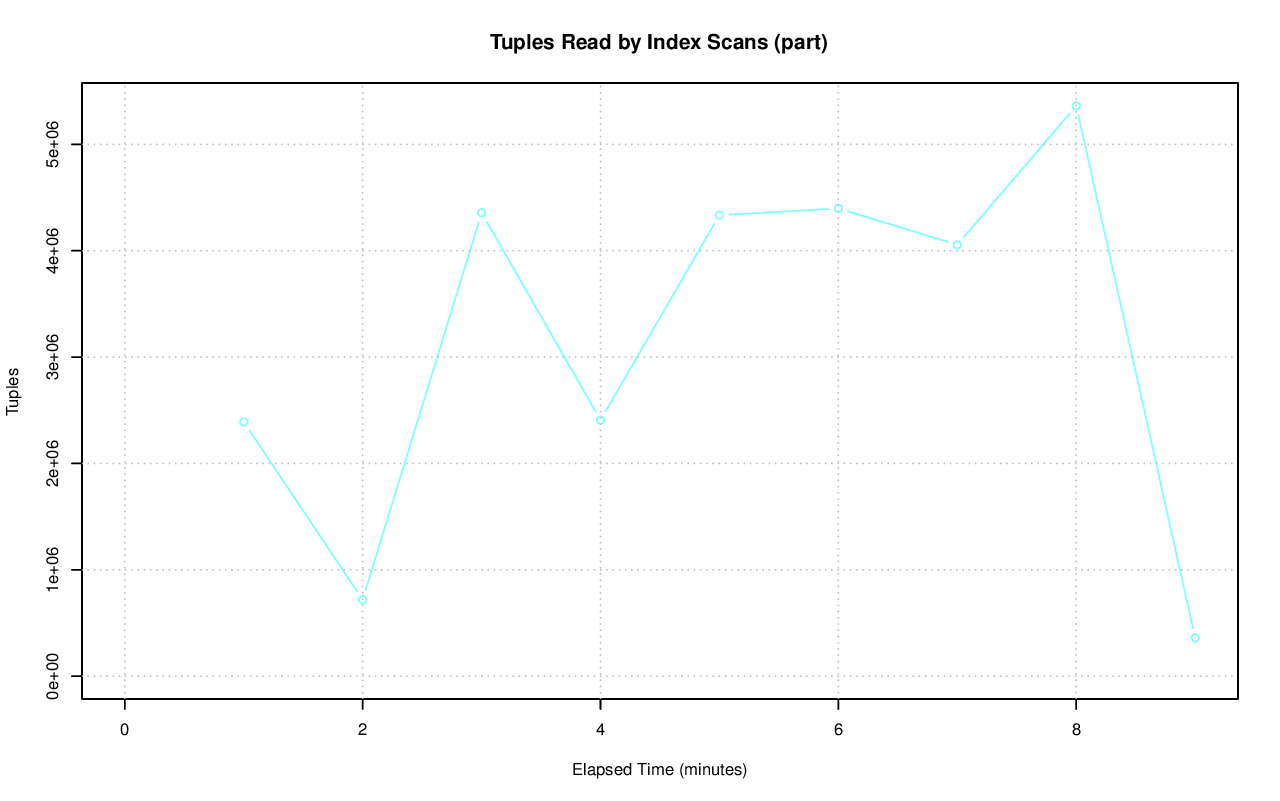 Tuples Read by Index Scans (part)
5e+06
4e+06
3e+06
2e+06
1e+06
0e+00
Tuples
0 2 4 6 8
Elapsed Time (minutes)